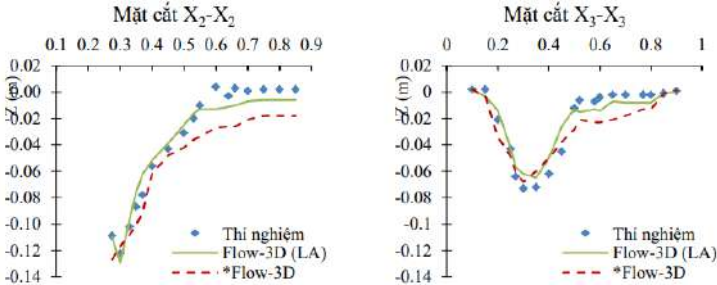 Mặt cắt X2-X2
0.1 0.2 0.3 0.4 0.5 0.6 0.7 0.8 0.9
0.02
0.00
-0.02
-0.04
-0.06
-0.08
-0.10
-0.12
-0.14
Z (m)
Thí nghiệm
Flow-3D (LA)
*Flow-3D
Mặt cắt X3-X3
0 0.2 0.4 0.6 0.8 1
0.02
0.00
-0.02
-0.04
-0.06
-0.08
-0.10
-0.12
-0.14
Z (m)
Thí nghiệm
Flow-3D (LA)
*Flow-3D